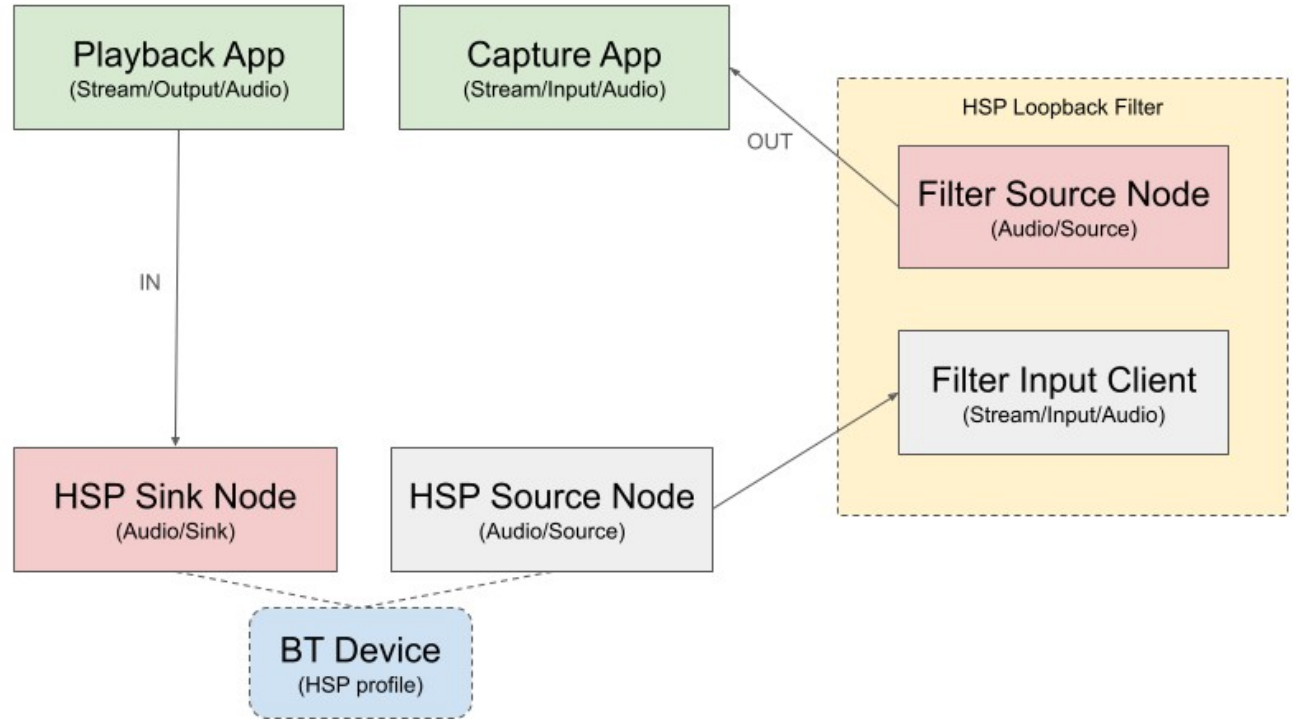 Playback App
(Stream/Output/Audio)
Capture App
(Stream/Input/Audio)
HSP Loopback Filter
OUT
Filter Source Node
(Audio/Source)
IN
Filter Input Client
(Stream/Input/Audio)
HSP Sink Node
(Audio/Sink)
HSP Source Node
(Audio/Source)
BT Device
(HSP profile)